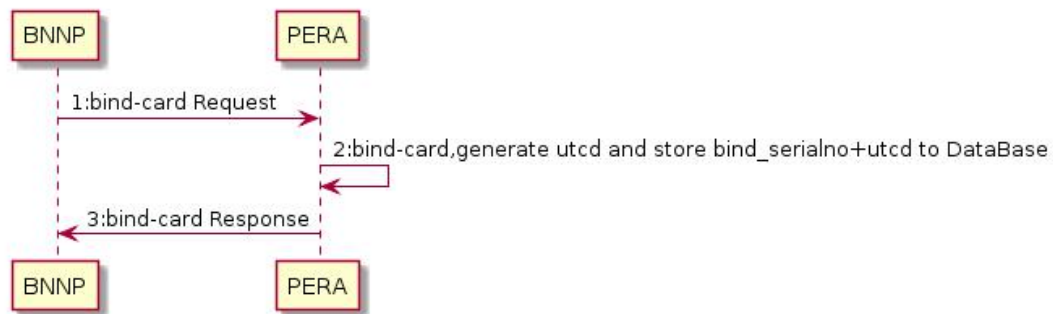 BNNP PERA
1:bind-card Request
2:bind-card,generate utcd and store bind_serialno+utcd to DataBase
3:bind-card Response
BNNP PERA